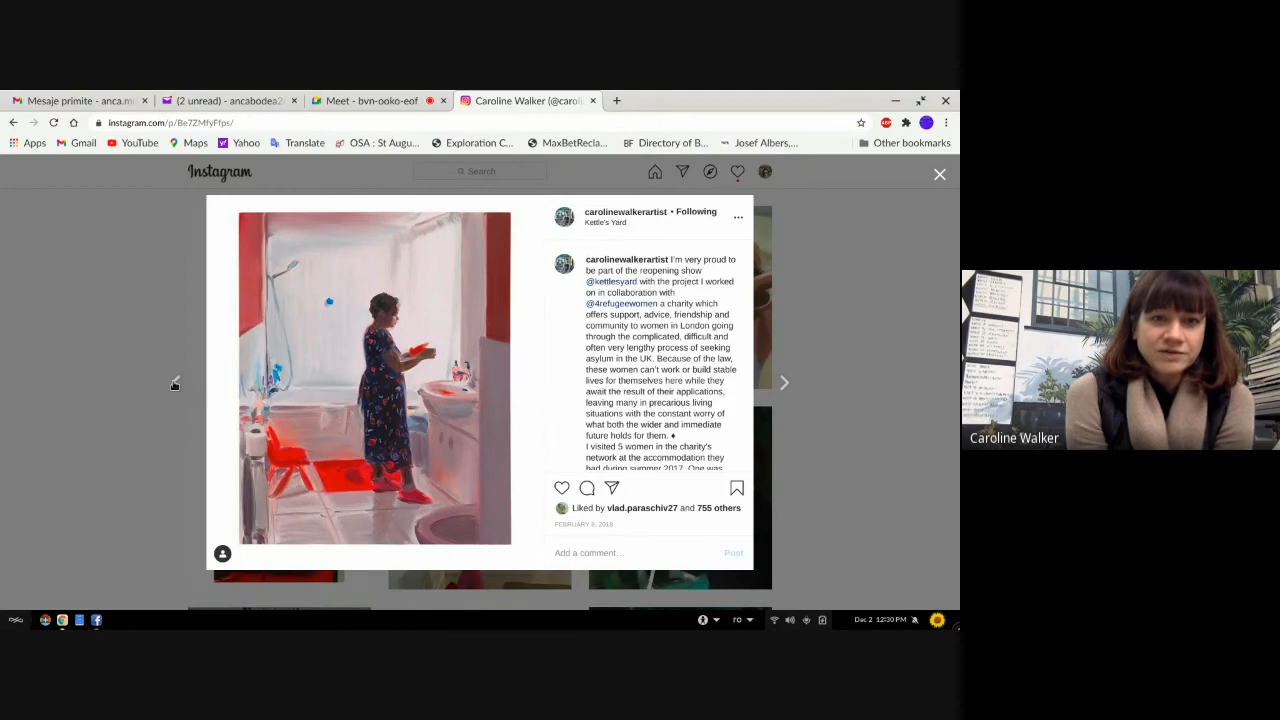 Mesaje primite - anca.m
(2 unread) - ancabodea2
Meet - bvn-ooko-eof
Caroline Walker (@caroli
instagram.com/p/Be7ZMfyFfps/
Apps
Gmail
YouTube
Maps
Yahoo
Translate
OSA : St Augu...
Exploration C...
MaxBetRecla...
BF Directory of B...
Josef Albers,...
Other bookmarks
Instagram
Search
carolinewalkerartist • Following
Kettle's Yard
carolinewalkerartist I'm very proud to
be part of the reopening show
@kettlesyard with the project I worked
on in collaboration with
@4refugeewomen a charity which
offers support, advice, friendship and
community to women in London going
through the complicated, difficult and
often very lengthy process of seeking
asylum in the UK. Because of the law,
these women can't work or build stable
lives for themselves here while they
await the result of their applications,
leaving many in precarious living
situations with the constant worry of
what both the wider and immediate
future holds for them. ♦
I visited 5 women in the charity's
network at the accommodation they
had during summer 2017. One was
Liked by vlad.paraschiv27 and 755 others
FEBRUARY 8, 2018
Add a comment...
Post
Caroline Walker
ro
Dec 2 12:30 PM